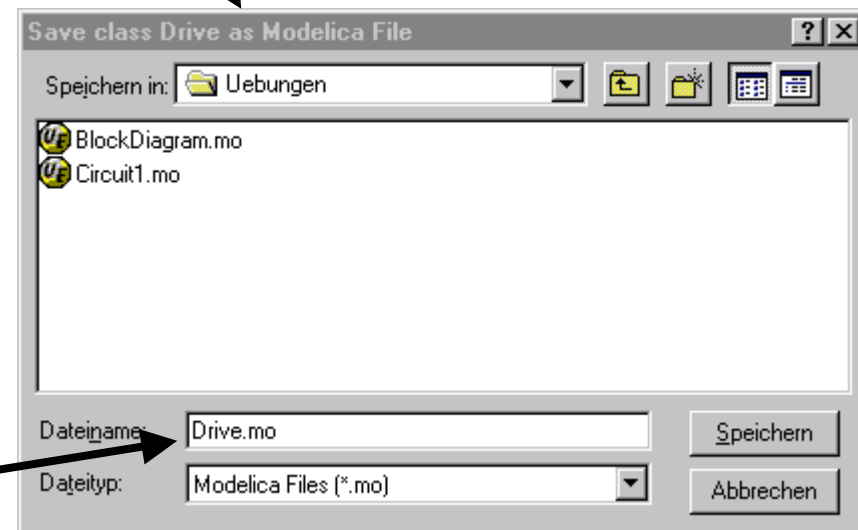 Save class Drive as Modelica File
Speichern in: Uebungen
BlockDiagram.mo
Circuit1.mo
Dateiname: Drive.mo Speichern
Dateityp: Modelica Files (*.mo) Abbrechen